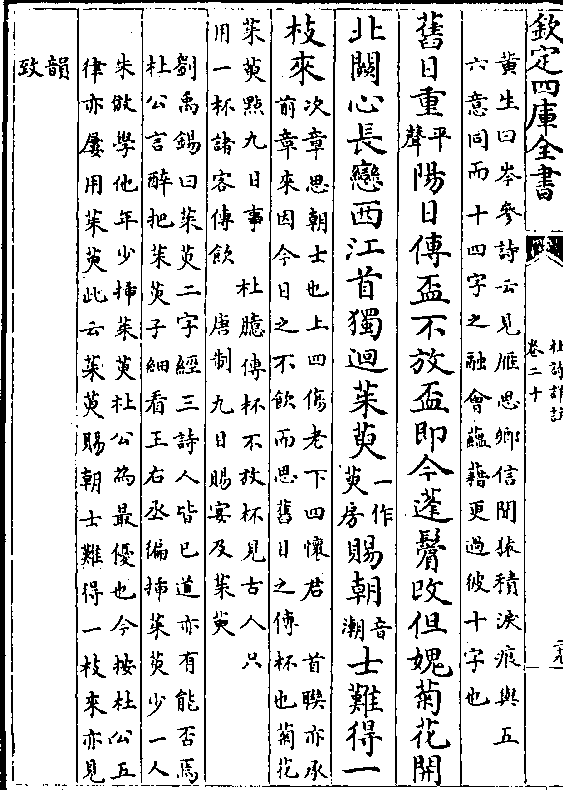 欽定四庫全書
杜詩詳註
卷二十
黃生曰岑參詩云見雁思鄉信聞猿積淚痕與五
六意同而十四字之融會蘊藉更過彼十字也
舊日重平聲陽日傳盃不放盃即今蓬鬢改但媿菊花開
北闕心長戀西江首獨迴茱萸一作萸房賜朝音潮士難得一
枝來次章思朝士也上四傷老下四懷君 首聯亦承
前章來因今日之不飲而思舊日之傳杯也菊花
茱萸點九日事 杜臆傳杯不放杯見古人只
用一杯諸客傳飲 唐制九日賜宴及茱萸
劉禹錫曰茱萸二字經三詩人皆已道亦有能否焉
杜公言醉把茱萸子細看王右丞編插茱萸少一人
朱倣學他年少插茱萸杜公為最優也今按杜公五
律亦屢用茱萸此云茱萸賜朝士難得一枝來亦見
韻
致